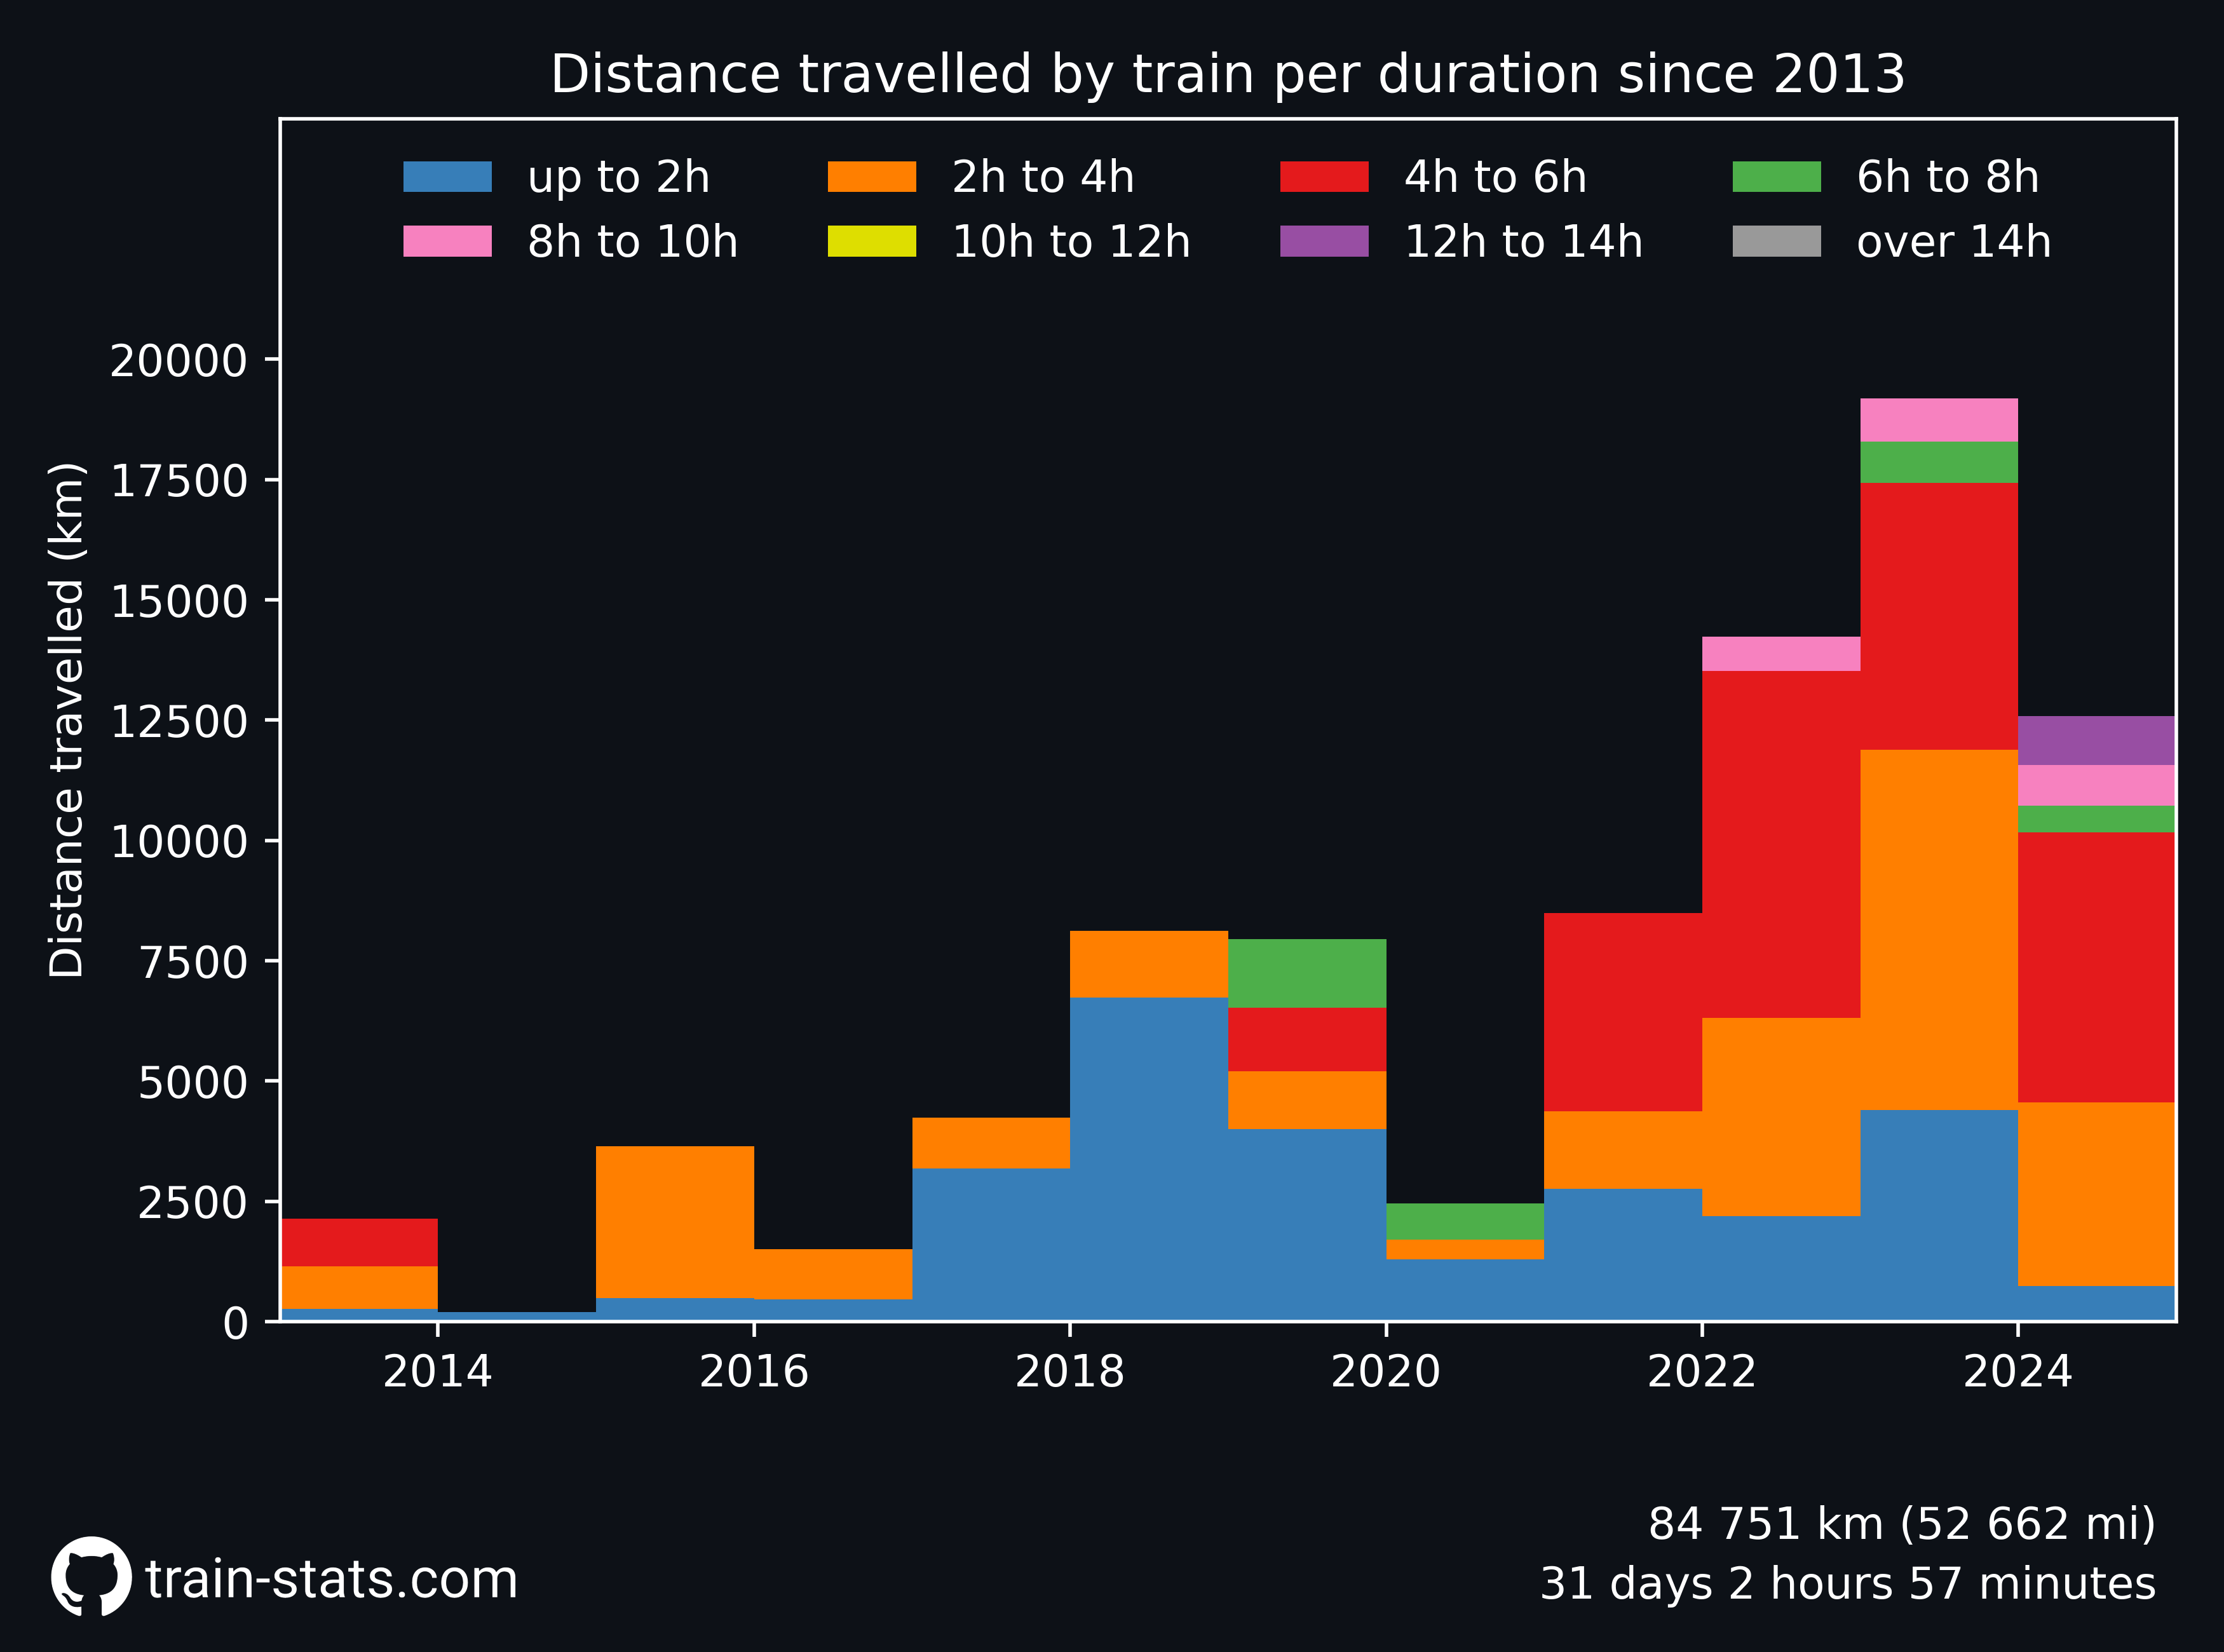 Distance travelled by train per duration since 2013
up to 2h 2h to 4h 4h to 6h 6h to 8h
8h to 10h 10h to 12h 12h to 14h over 14h
Distance travelled (km)
20000
17500
15000
12500
10000
7500
5000
2500
0
2014 2016 2018 2020 2022 2024
84 751 km (52 662 mi)
train-stats.com
31 days 2 hours 57 minutes